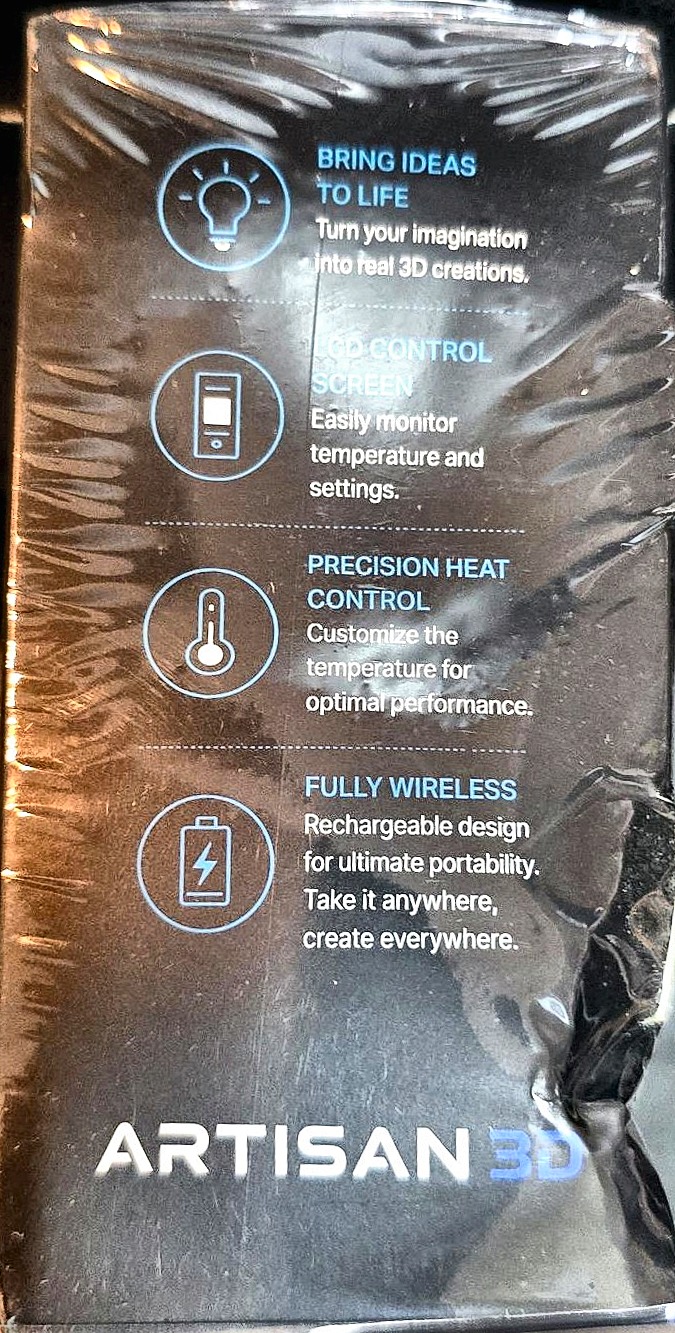 BRING IDEAS
TO LIFE
Turn your imagination
into real 3D creations.
LCD CONTROL
SCREEN
Easily monitor
temperature and
settings.
PRECISION HEAT
CONTROL
Customize the
temperature for
optimal performance.
FULLY WIRELESS
Rechargeable design
for ultimate portability.
Take it anywhere,
create everywhere.
ARTISAN 3D